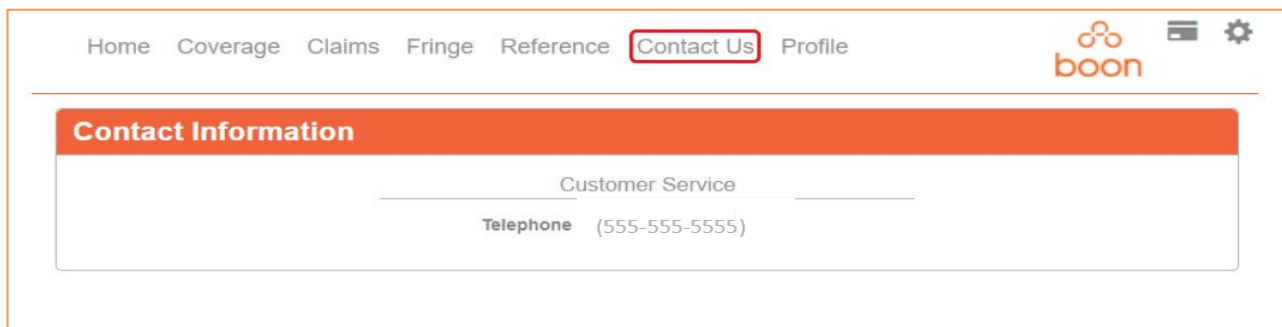 Home Coverage Claims Fringe Reference Contact Us Profile
boon
Contact Information
Customer Service
Telephone (555-555-5555)